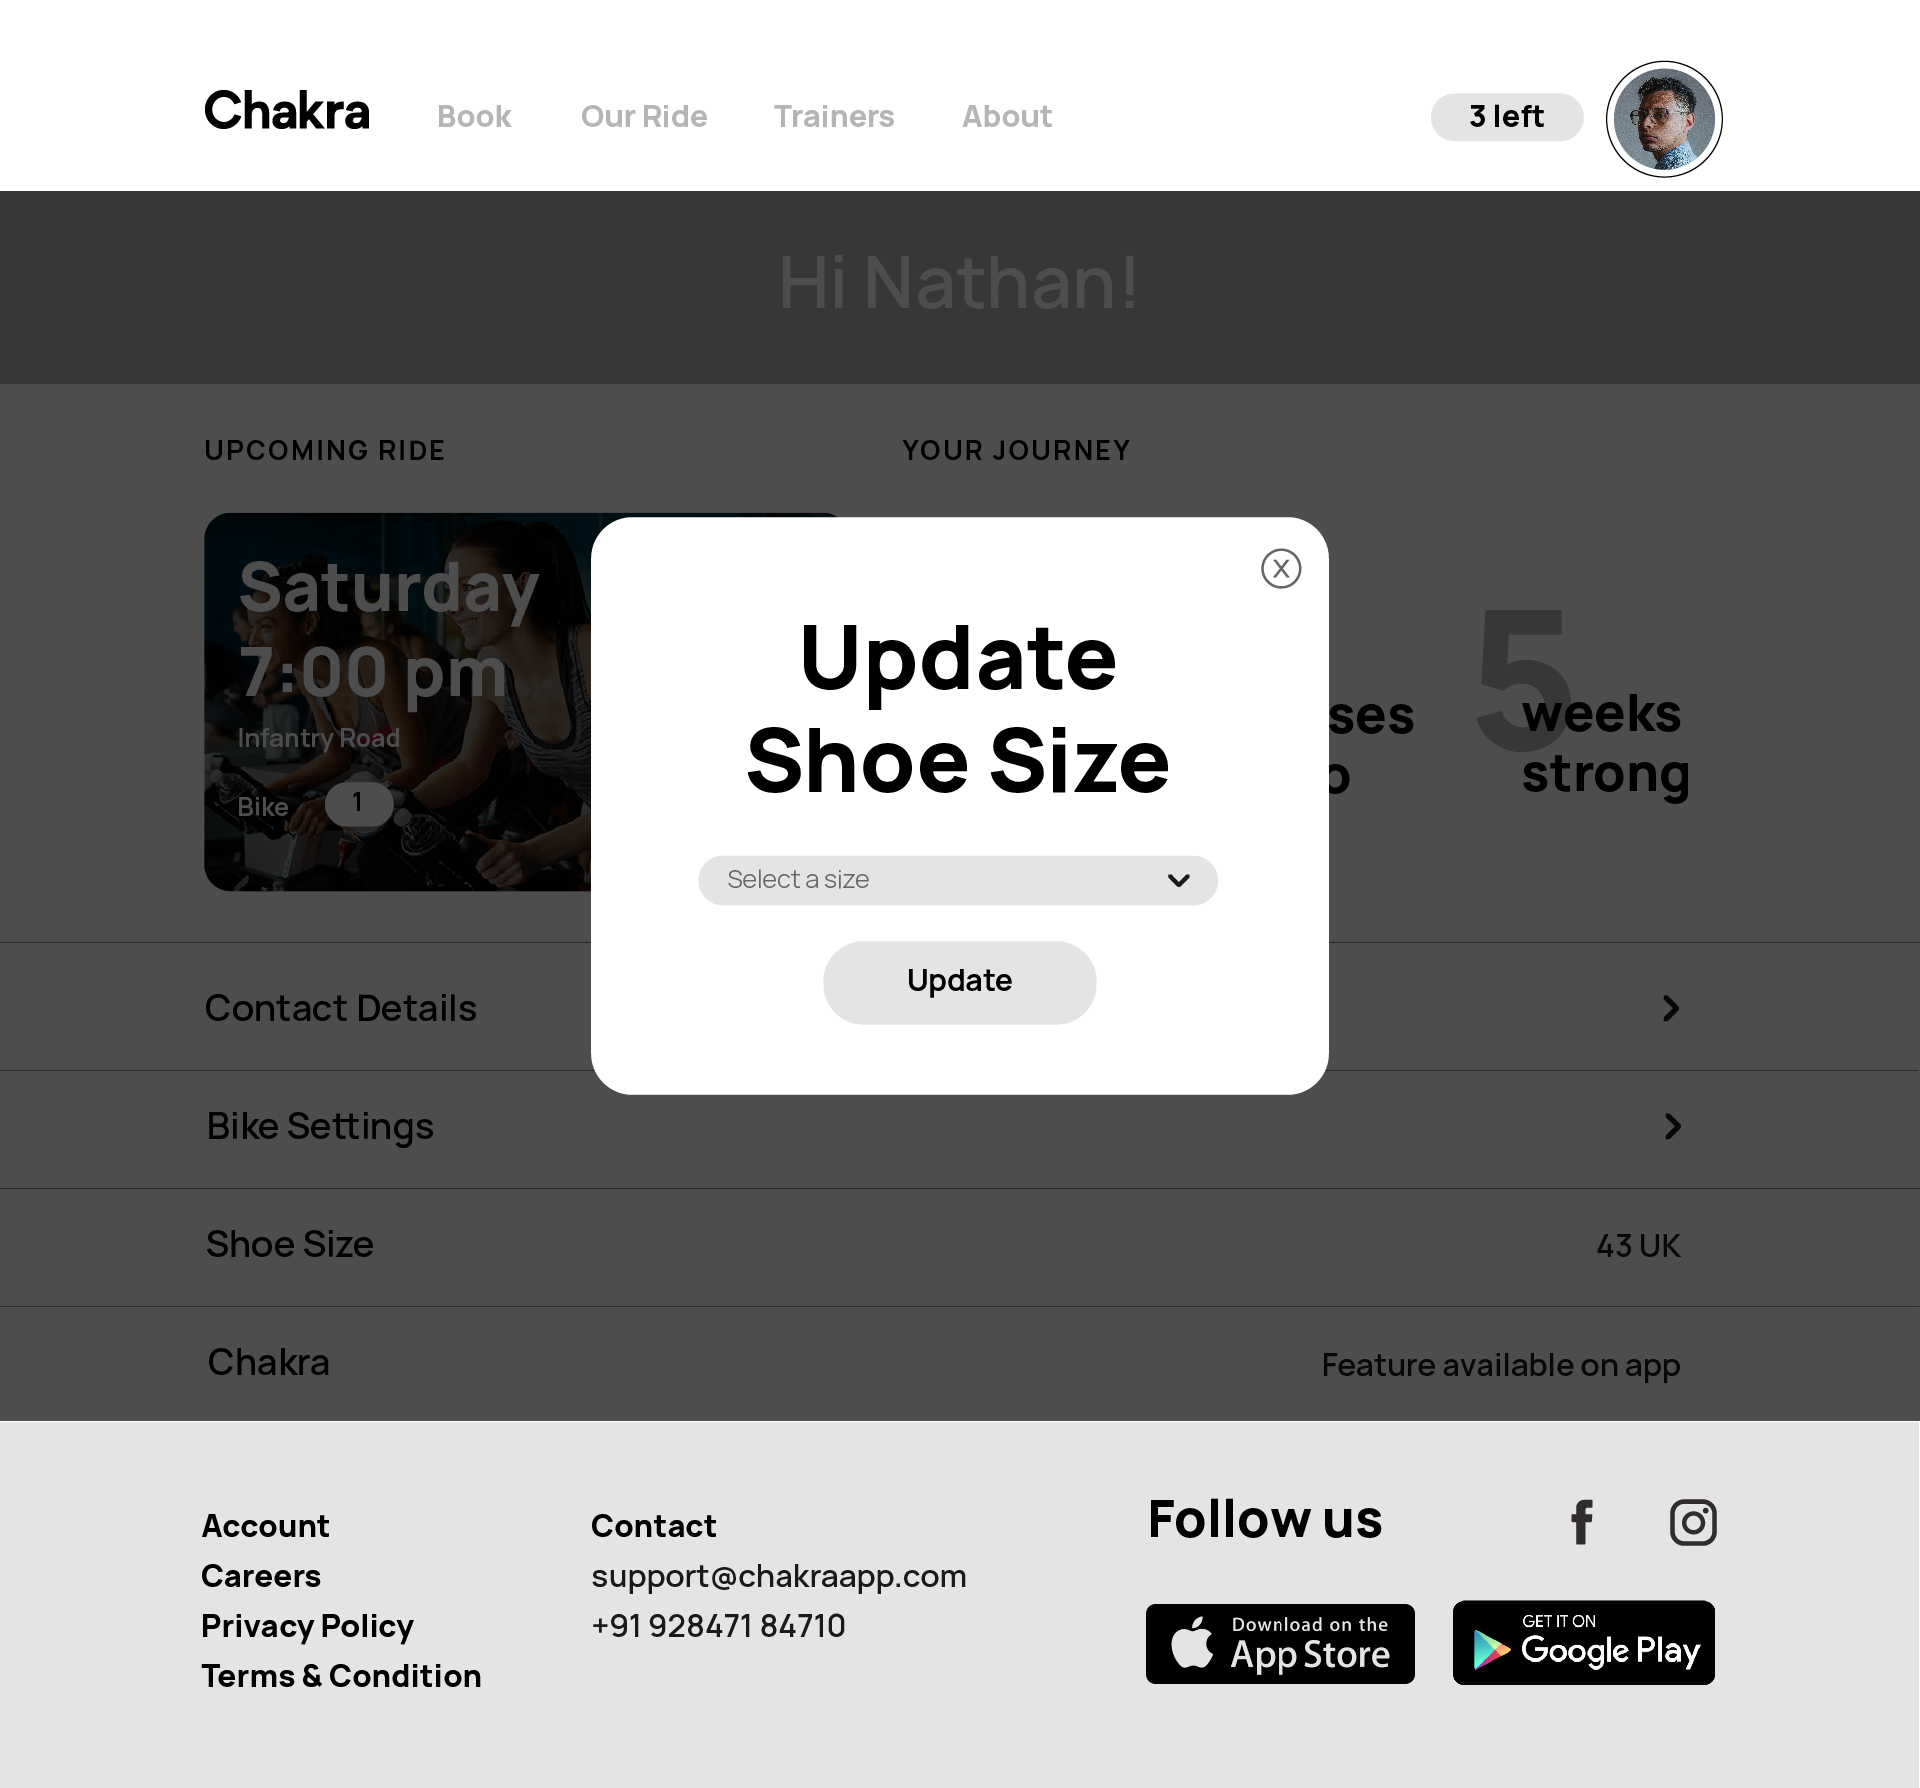 Chakra
Book
Our Ride
Trainers
About
3 left
Hi Nathan!
UPCOMING RIDE
YOUR JOURNEY
Saturday
7:00 pm
Infantry Road
Bike
1
X
Update
Shoe Size
Select a size
Update
5
weeks
strong
Contact Details
Bike Settings
Shoe Size
43 UK
Chakra
Feature available on app
Account
Careers
Privacy Policy
Terms & Condition
Contact
support@chakraapp.com
+91 928471 84710
Follow us
Download on the
App Store
GET IT ON
Google Play